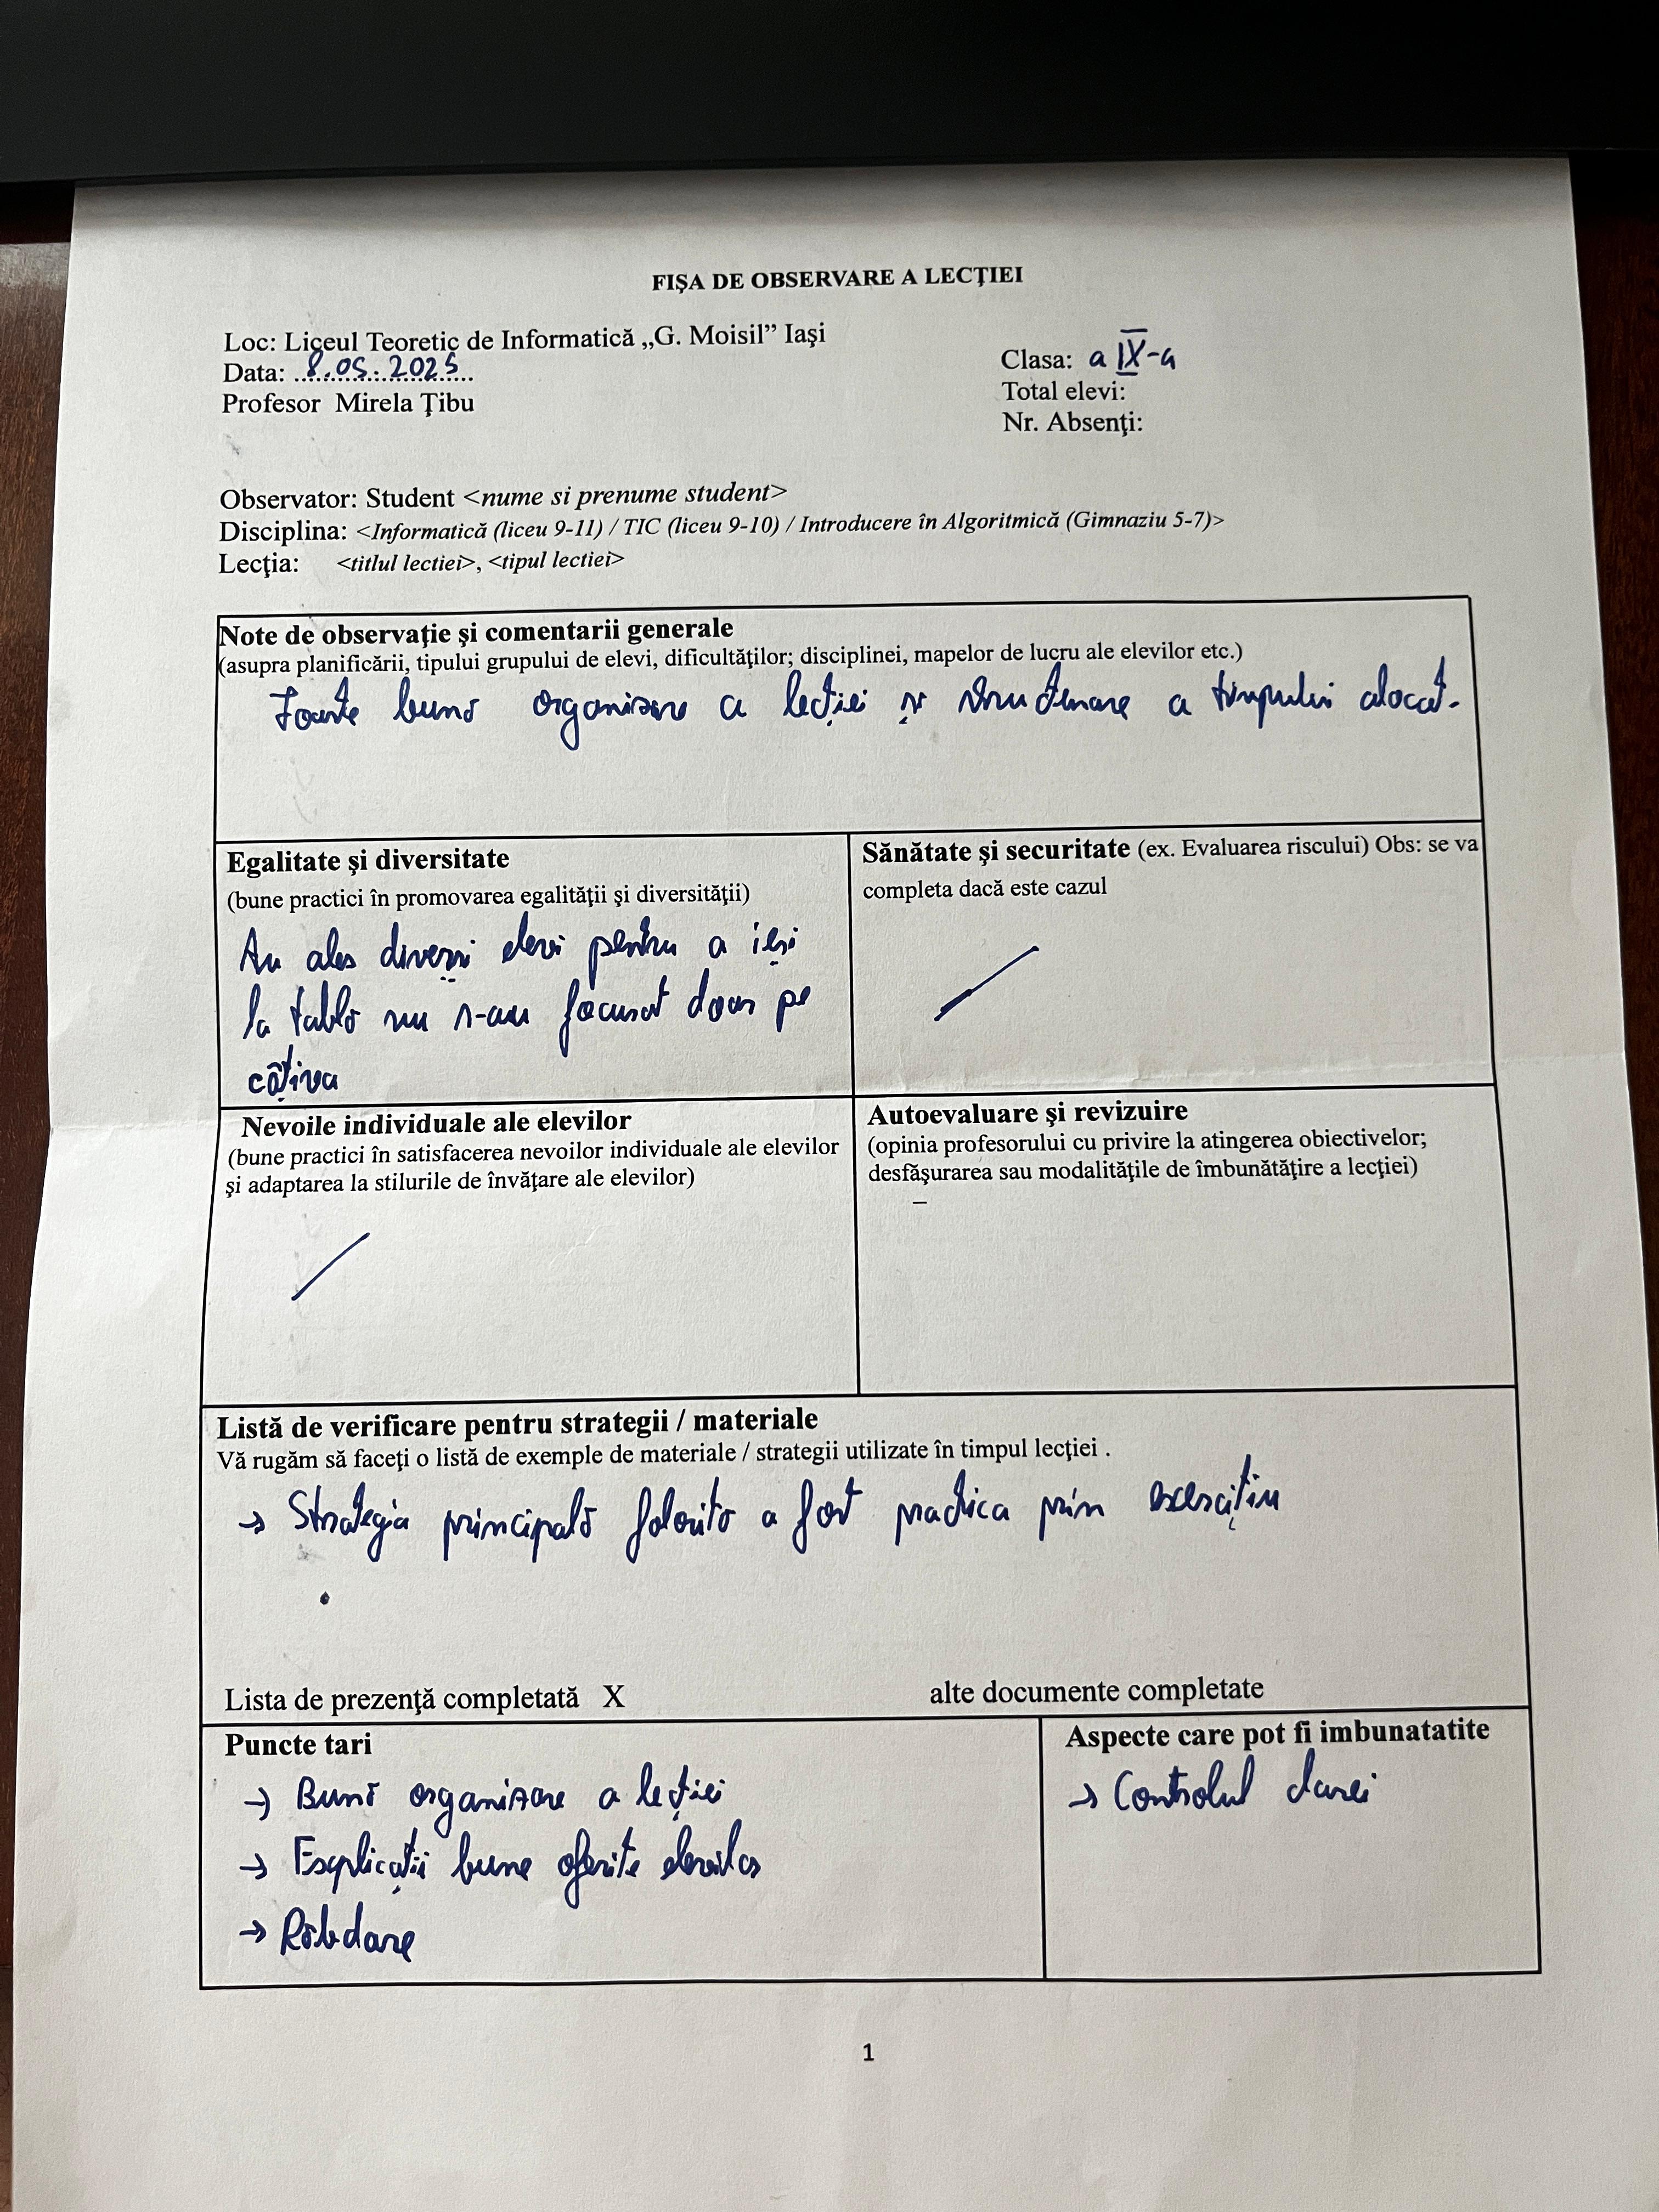 FIŞA DE OBSERVARE A LECŢIEI
Loc: Liceul Teoretic de Informatică „G. Moisil” Iaşi
Data: 8.05.2025
Profesor Mirela Ţibu
Clasa: a IX-a
Total elevi:
Nr. Absenţi:
Observator: Student <nume si prenume student>
Disciplina: <Informatică (liceu 9-11) / TIC (liceu 9-10) / Introducere în Algoritmică (Gimnaziu 5-7)>
Lecţia: <titlul lectiei>, <tipul lectiei>
Note de observaţie şi comentarii generale
(asupra planificării, tipului grupului de elevi, dificultăţilor; disciplinei, mapelor de lucru ale elevilor etc.)
Foarte bună organizare a lecției și a timpului alocat.
Egalitate şi diversitate
(bune practici în promovarea egalităţii şi diversităţii)
Au ales diverși elevi pentru a ieși
la tablă nu s-au focusat doar pe
câțiva
Sănătate şi securitate (ex. Evaluarea riscului) Obs: se va
completa dacă este cazul
Nevoile individuale ale elevilor
(bune practici în satisfacerea nevoilor individuale ale elevilor
şi adaptarea la stilurile de învăţare ale elevilor)
Autoevaluare şi revizuire
(opinia profesorului cu privire la atingerea obiectivelor;
desfăşurarea sau modalităţile de îmbunătăţire a lecţiei)
–
Listă de verificare pentru strategii / materiale
Vă rugăm să faceţi o listă de exemple de materiale / strategii utilizate în timpul lecţiei .
→ Strategia principală folosită a fost practica prin exercițiu
Lista de prezenţă completată X
alte documente completate
Puncte tari
→ Bună organizare a lecției
→ Explicații bune oferite elevilor
→ Răbdare
Aspecte care pot fi imbunatatite
→ Controlul clasei
1